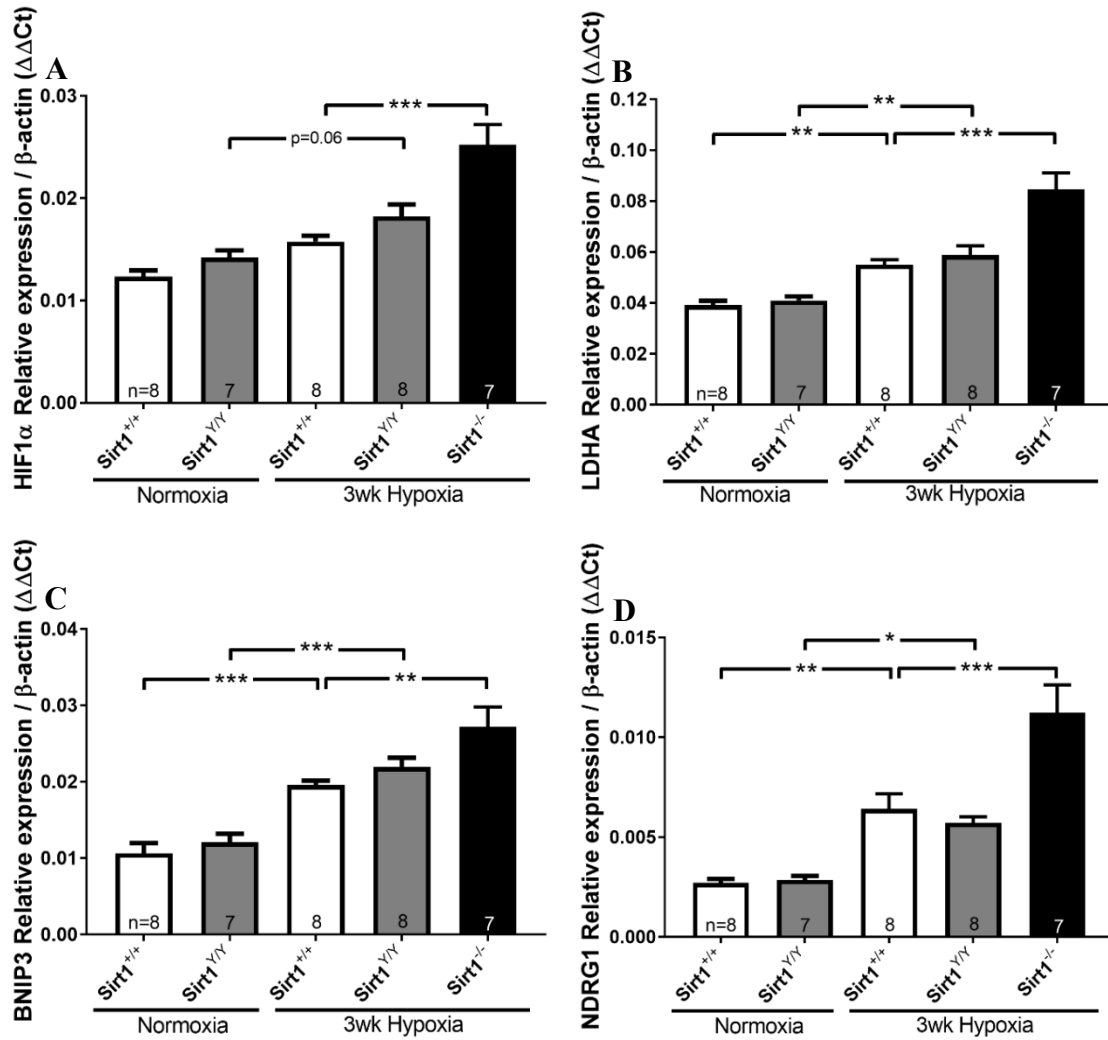 A
HIF1α Relative expression / β-actin (ΔΔCt)
0.03
0.02
0.01
0.00
***
p=0.06
n=8
7
8
8
7
Sirt1+/+
Sirt1Y/Y
Sirt1+/+
Sirt1Y/Y
Sirt1-/-
Normoxia
3wk Hypoxia
B
LDHA Relative expression / β-actin (ΔΔCt)
0.12
0.10
0.08
0.06
0.04
0.02
0.00
**
**
***
n=8
7
8
8
7
Sirt1+/+
Sirt1Y/Y
Sirt1+/+
Sirt1Y/Y
Sirt1-/-
Normoxia
3wk Hypoxia
C
BNIP3 Relative expression / β-actin (ΔΔCt)
0.04
0.03
0.02
0.01
0.00
***
***
**
n=8
7
8
8
7
Sirt1+/+
Sirt1Y/Y
Sirt1+/+
Sirt1Y/Y
Sirt1-/-
Normoxia
3wk Hypoxia
D
NDRG1 Relative expression / β-actin (ΔΔCt)
0.015
0.010
0.005
0.000
*
**
***
n=8
7
8
8
7
Sirt1+/+
Sirt1Y/Y
Sirt1+/+
Sirt1Y/Y
Sirt1-/-
Normoxia
3wk Hypoxia